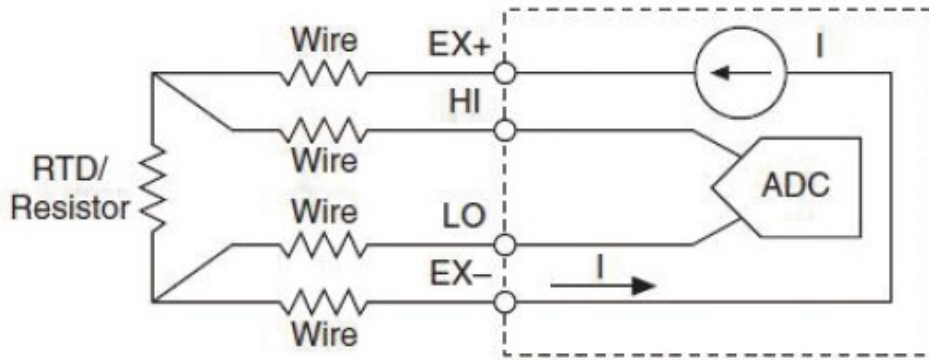 Wire
EX+
I
HI
Wire
RTD/
Resistor
ADC
Wire
LO
EX–
I
Wire